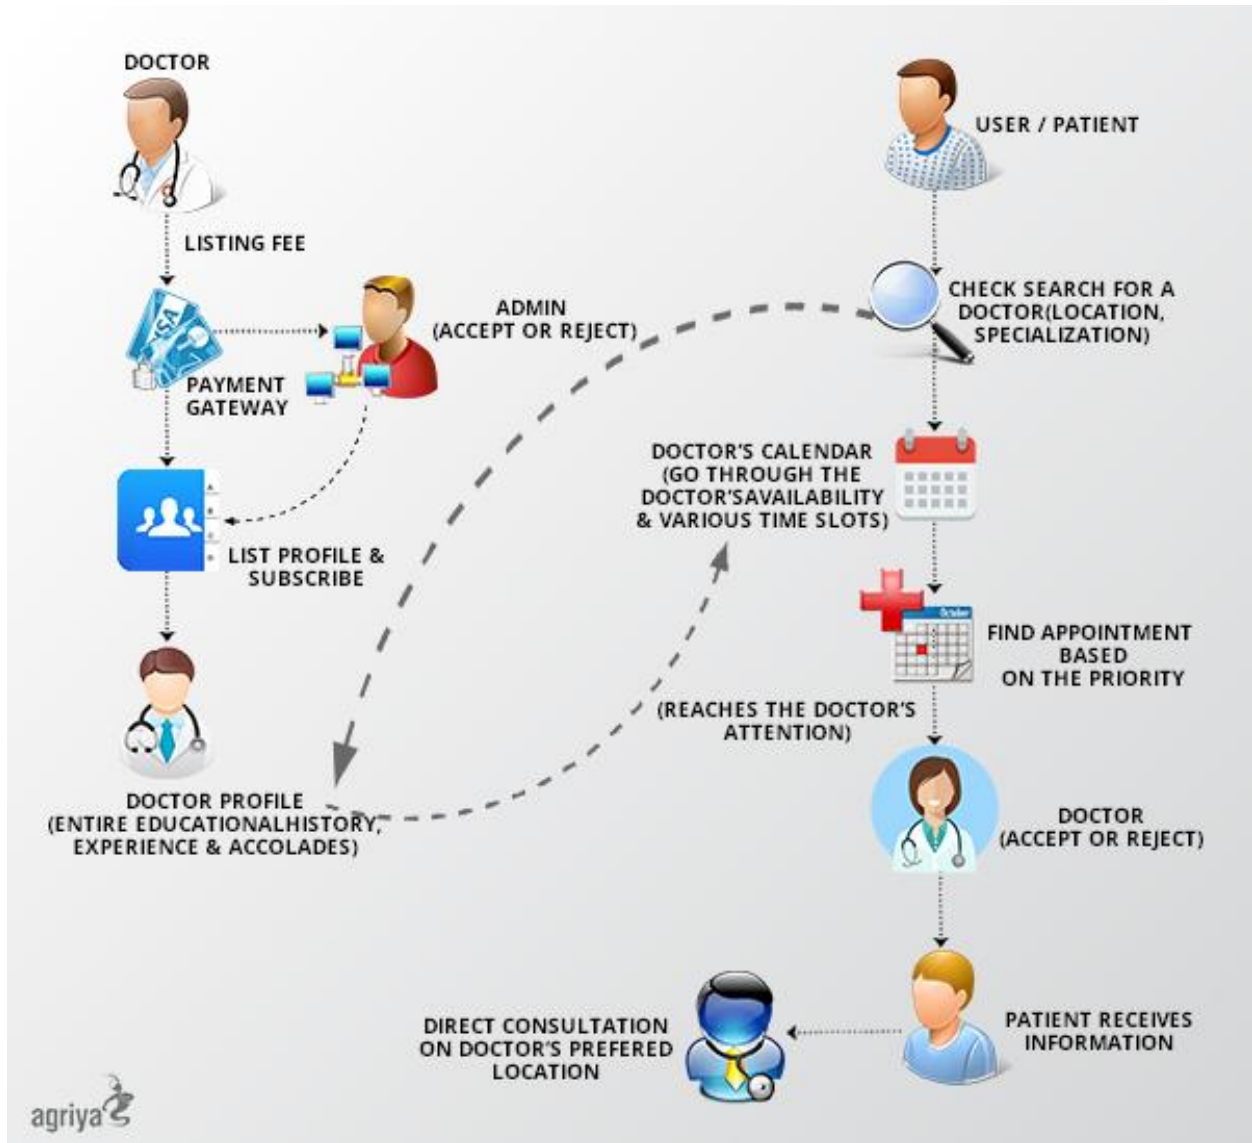 DOCTOR
LISTING FEE
PAYMENT
GATEWAY
VISA
ADMIN
(ACCEPT OR REJECT)
LIST PROFILE &
SUBSCRIBE
DOCTOR PROFILE
(ENTIRE EDUCATIONALHISTORY,
EXPERIENCE & ACCOLADES)
USER / PATIENT
CHECK SEARCH FOR A
DOCTOR(LOCATION,
SPECIALIZATION)
DOCTOR'S CALENDAR
(GO THROUGH THE
DOCTOR'SAVAILABILITY
& VARIOUS TIME SLOTS)
October
FIND APPOINTMENT
BASED
ON THE PRIORITY
(REACHES THE DOCTOR'S
ATTENTION)
DOCTOR
(ACCEPT OR REJECT)
PATIENT RECEIVES
INFORMATION
DIRECT CONSULTATION
ON DOCTOR'S PREFERED
LOCATION
agriya